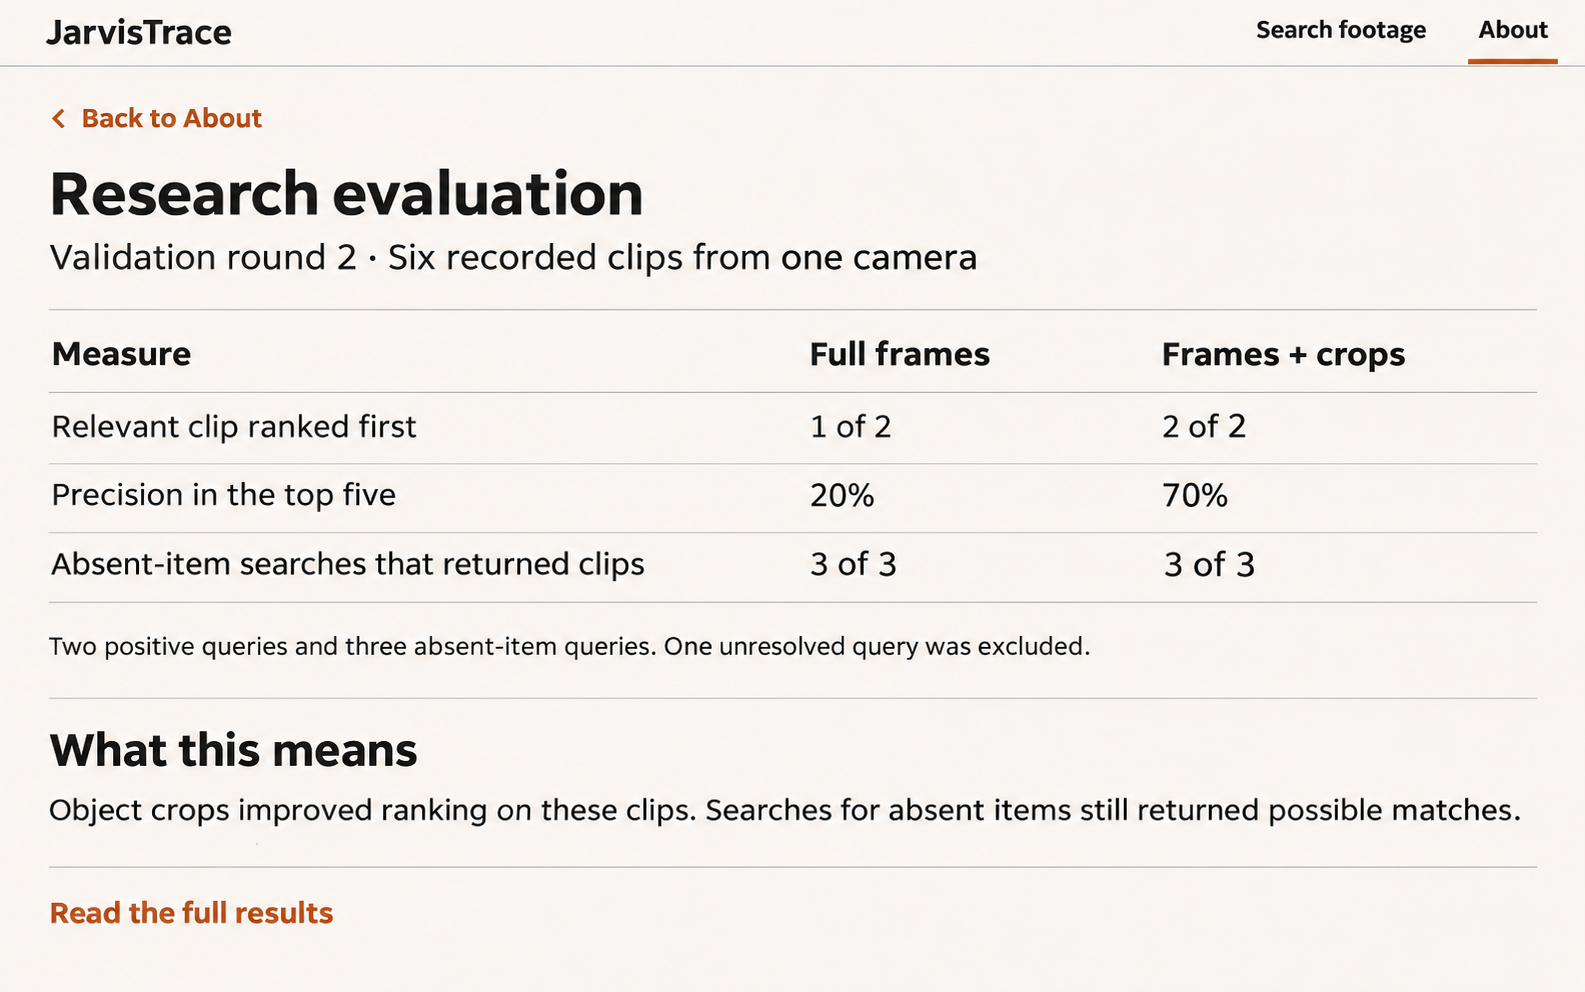 JarvisTrace
Search footage
About
Back to About
Research evaluation
Validation round 2 · Six recorded clips from one camera
Measure Full frames Frames + crops
Relevant clip ranked first 1 of 2 2 of 2
Precision in the top five 20% 70%
Absent-item searches that returned clips 3 of 3 3 of 3
Two positive queries and three absent-item queries. One unresolved query was excluded.
What this means
Object crops improved ranking on these clips. Searches for absent items still returned possible matches.
Read the full results